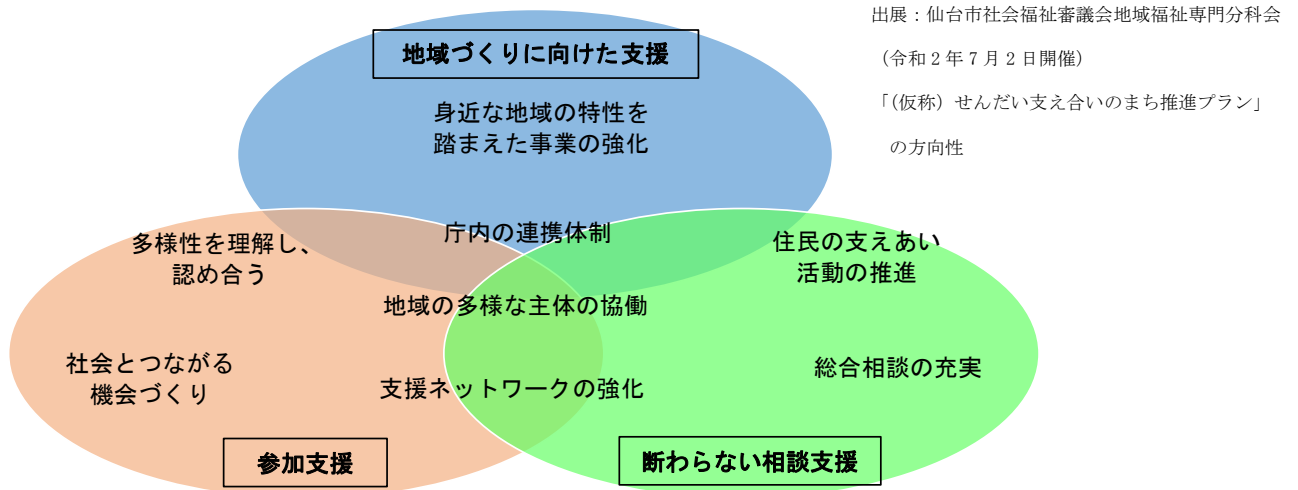 出展：仙台市社会福祉審議会地域福祉専門分科会
（令和２年７月２日開催）
「（仮称）せんだい支え合いのまち推進プラン」
の方向性
地域づくりに向けた支援
身近な地域の特性を
踏まえた事業の強化
庁内の連携体制
多様性を理解し、
認め合う
住民の支えあい
活動の推進
地域の多様な主体の協働
社会とつながる
機会づくり
支援ネットワークの強化
総合相談の充実
参加支援
断わらない相談支援